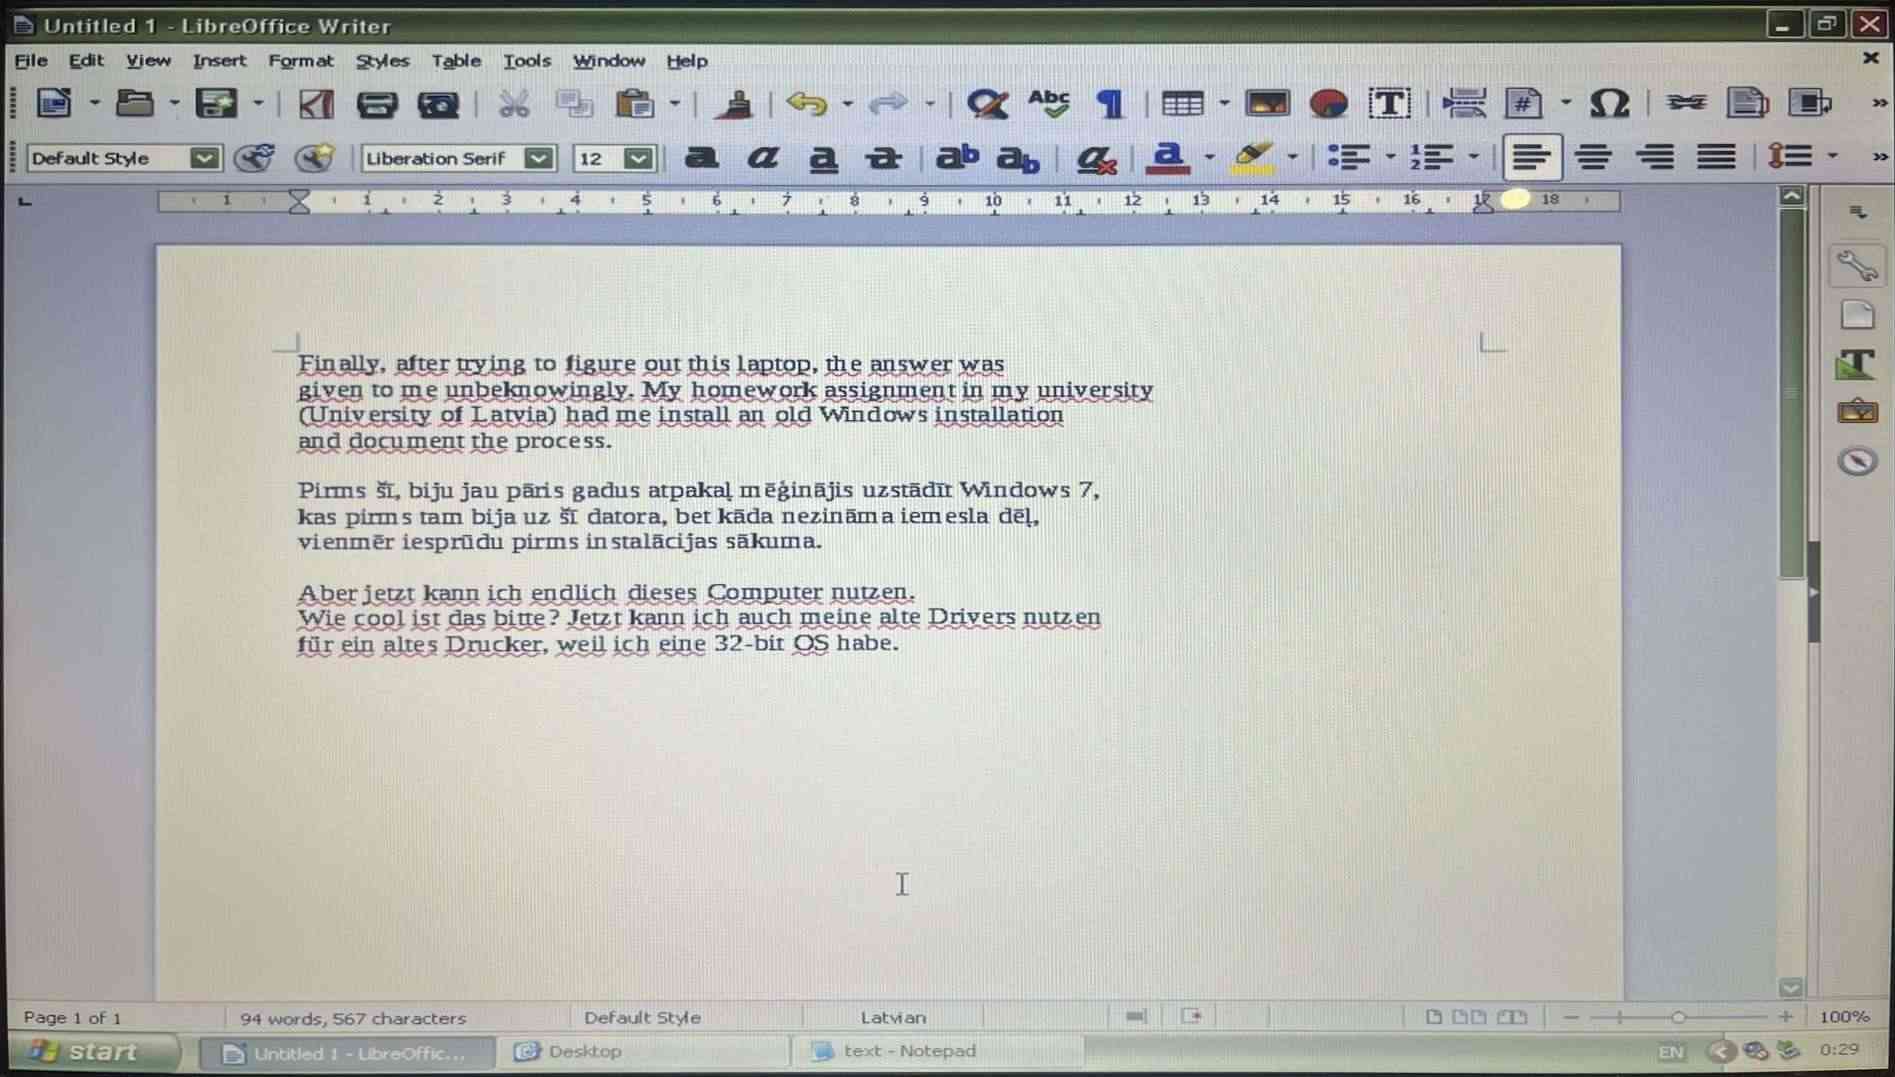 Untitled 1 - LibreOffice Writer
File Edit View Insert Format Styles Table Tools Window Help
Abc
Default Style Liberation Serif 12
1 1 2 3 4 5 6 7 8 9 10 11 12 13 14 15 16 17 18
Finally, after trying to figure out this laptop, the answer was
given to me unbeknowingly. My homework assignment in my university
(University of Latvia) had me install an old Windows installation
and document the process.
Pirms šī, biju jau pāris gadus atpakaļ mēģinājis uzstādīt Windows 7,
kas pirms tam bija uz šī datora, bet kāda nezināma iemesla dēļ,
vienmēr iesprūdu pirms instalācijas sākuma.
Aber jetzt kann ich endlich dieses Computer nutzen.
Wie cool ist das bitte? Jetzt kann ich auch meine alte Drivers nutzen
für ein altes Drucker, weil ich eine 32-bit OS habe.
Page 1 of 1 94 words, 567 characters Default Style Latvian 100%
start Untitled 1 - LibreOffic... Desktop text - Notepad EN 0:29